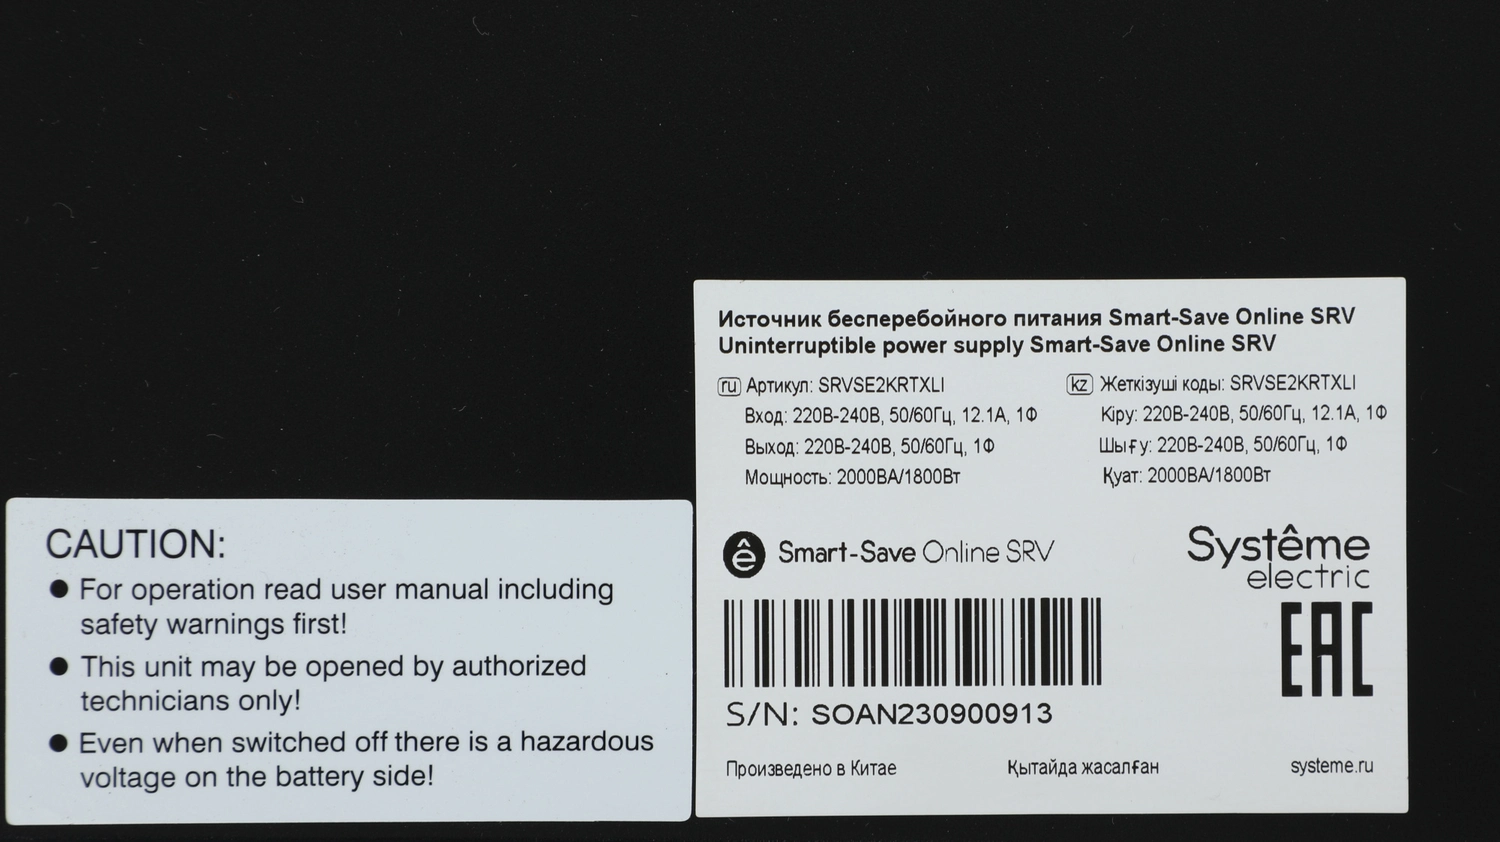 CAUTION:
● For operation read user manual including
safety warnings first!
● This unit may be opened by authorized
technicians only!
● Even when switched off there is a hazardous
voltage on the battery side!
Источник бесперебойного питания Smart-Save Online SRV
Uninterruptible power supply Smart-Save Online SRV
ru Артикул: SRVSE2KRTXLI
Вход: 220В-240В, 50/60Гц, 12.1А, 1Ф
Выход: 220В-240В, 50/60Гц, 1Ф
Мощность: 2000ВА/1800Вт
kz Жеткізуші коды: SRVSE2KRTXLI
Кіру: 220В-240В, 50/60Гц, 12.1А, 1Ф
Шығу: 220В-240В, 50/60Гц, 1Ф
Қуат: 2000ВА/1800Вт
ê Smart-Save Online SRV
Systême
electric
EAC
S/N: SOAN230900913
Произведено в Китае
Қытайда жасалған
systeme.ru